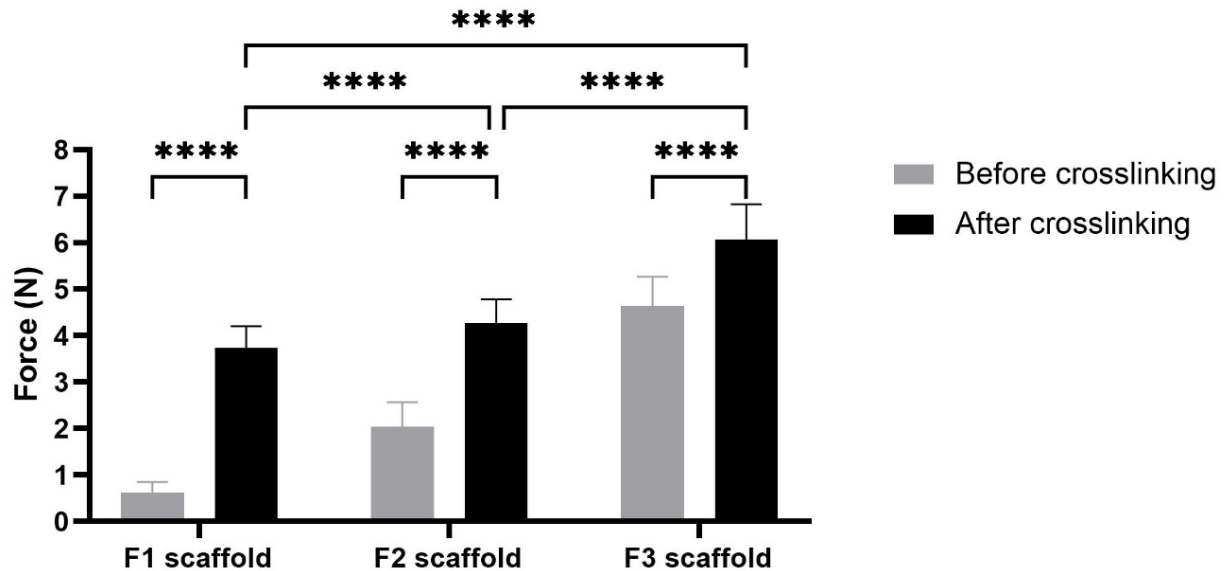 ****
**** ****
**** **** ****
8
7
6
5
4
3
2
1
0
Force (N)
F1 scaffold F2 scaffold F3 scaffold
Before crosslinking
After crosslinking